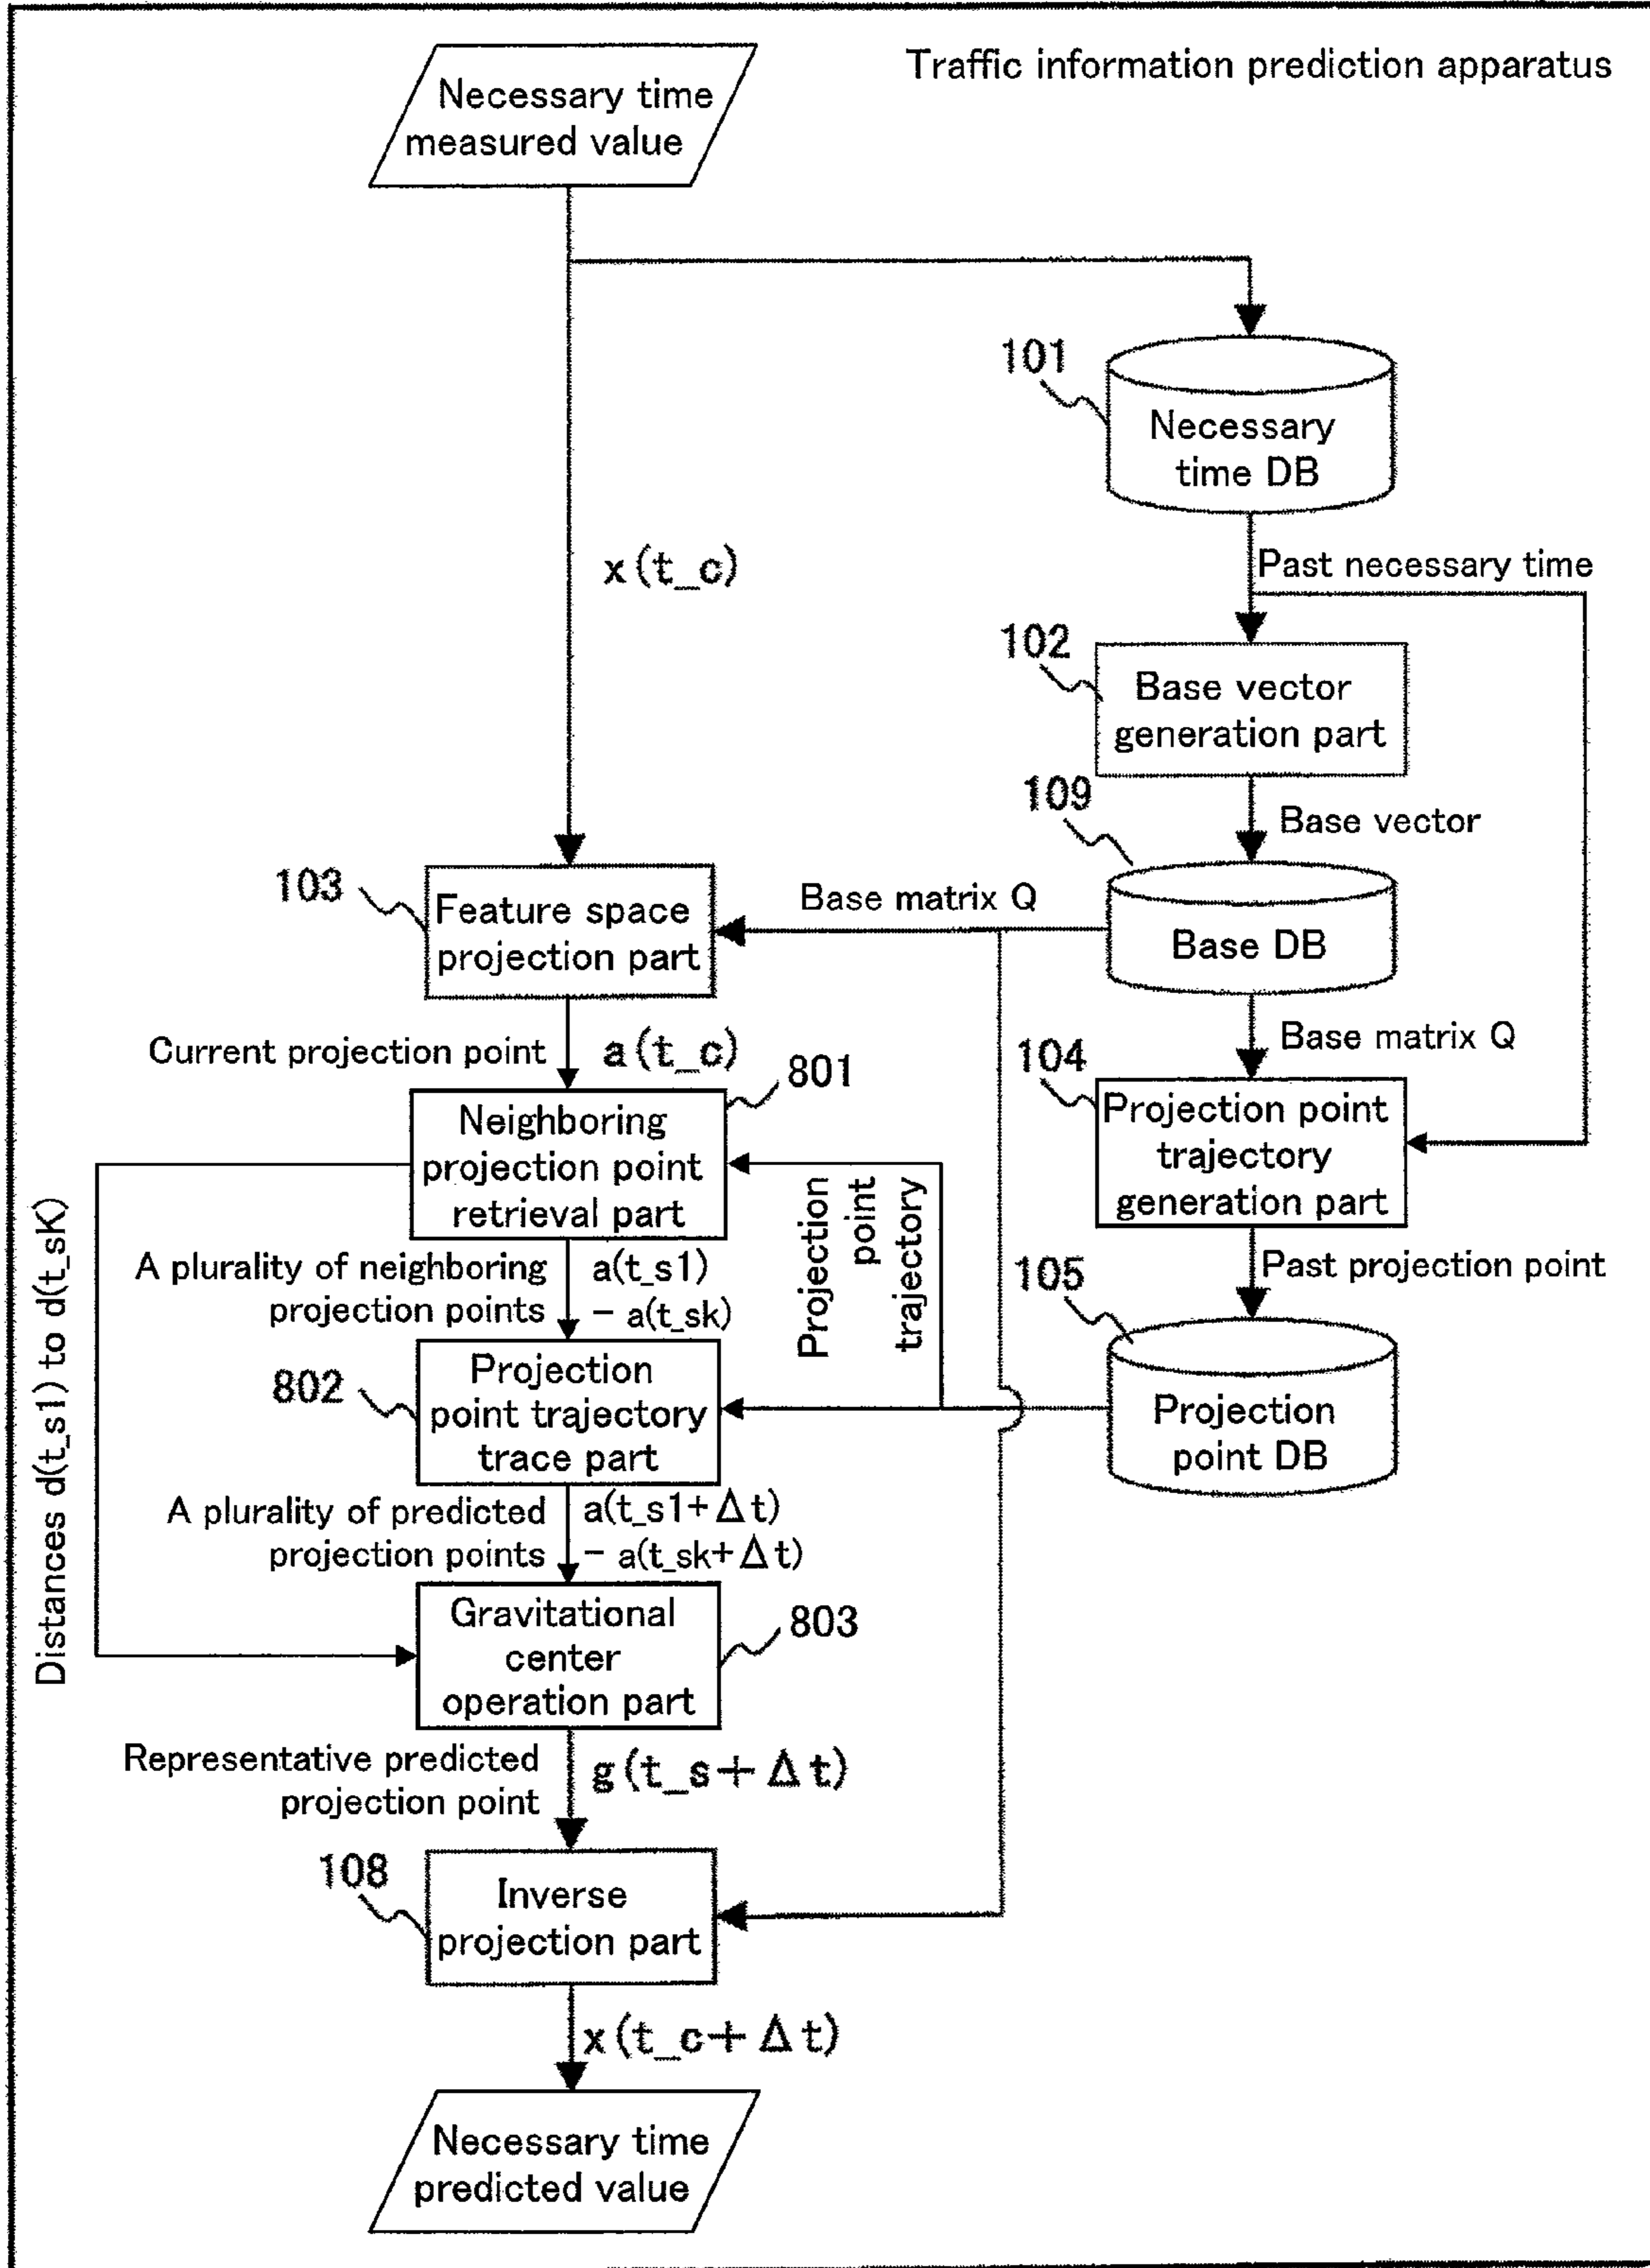 Traffic information prediction apparatus
Necessary time
measured value
101
Necessary
time DB
x(t_c)
Past necessary time
102
Base vector
generation part
109
Base vector
103
Feature space
projection part
Base matrix Q
Base DB
Current projection point
a(t_c)
Base matrix Q
801
104
Neighboring
projection point
retrieval part
Projection point
trajectory
generation part
Projection
point
trajectory
Distances d(t_s1) to d(t_sK)
A plurality of neighboring
projection points
a(t_s1)
- a(t_sk)
Past projection point
105
802
Projection
point trajectory
trace part
Projection
point DB
A plurality of predicted
projection points
a(t_s1+Δt)
- a(t_sk+Δt)
Gravitational
center
operation part
803
Representative predicted
projection point
g(t_s+Δt)
108
Inverse
projection part
x(t_c+Δt)
Necessary time
predicted value